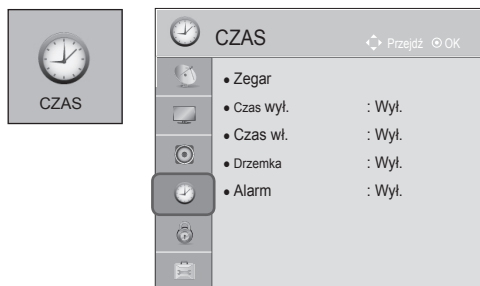 CZAS
CZAS
Przejdź OK
Zegar
Czas wył. : Wył.
Czas wł. : Wył.
Drzemka : Wył.
Alarm : Wył.